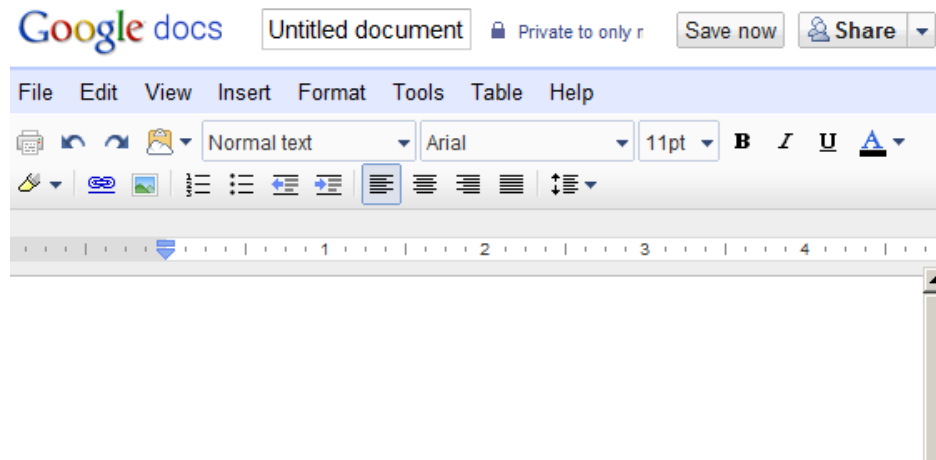 Google docs Untitled document Private to only r Save now Share
File Edit View Insert Format Tools Table Help
Normal text Arial 11pt B I U A
1 2 3 4